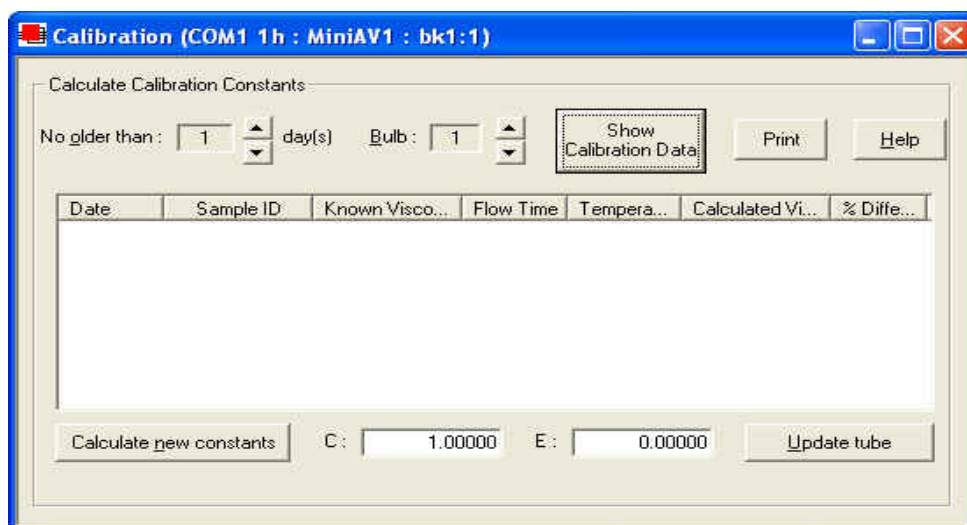 Calibration (COM1 1h : MiniAV1 : bk1:1)
Calculate Calibration Constants
No older than : 1 day(s) Bulb : 1 Show Calibration Data Print Help
Date Sample ID Known Visco... Flow Time Tempera... Calculated Vi... % Diffe...
Calculate new constants C : 1.00000 E : 0.00000 Update tube